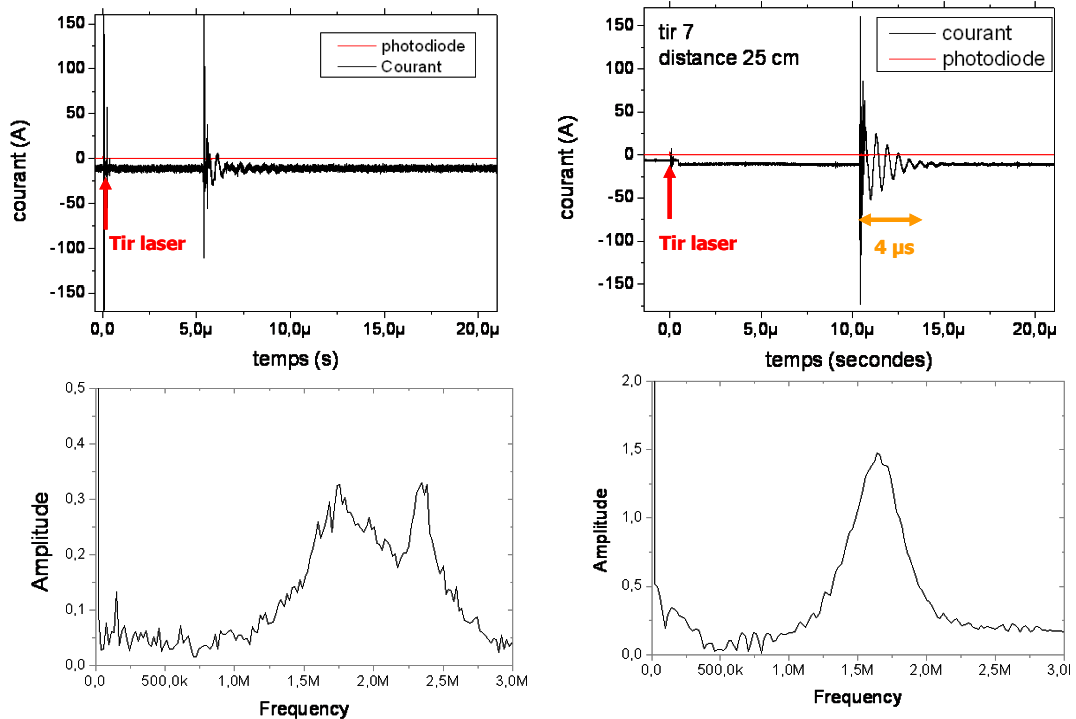 photodiode
Courant
150
100
50
0
-50
-100
-150
courant (A)
Tir laser
0,0
5,0µ
10,0µ
15,0µ
20,0µ
temps (s)
tir 7
distance 25 cm
courant
photodiode
150
100
50
0
-50
-100
-150
courant (A)
Tir laser
4 µs
0,0
5,0µ
10,0µ
15,0µ
20,0µ
temps (secondes)
0,5
0,4
0,3
0,2
0,1
0,0
Amplitude
0,0
500,0k
1,0M
1,5M
2,0M
2,5M
3,0M
Frequency
2,0
1,5
1,0
0,5
0,0
Amplitude
0,0
500,0k
1,0M
1,5M
2,0M
2,5M
3,0M
Frequency